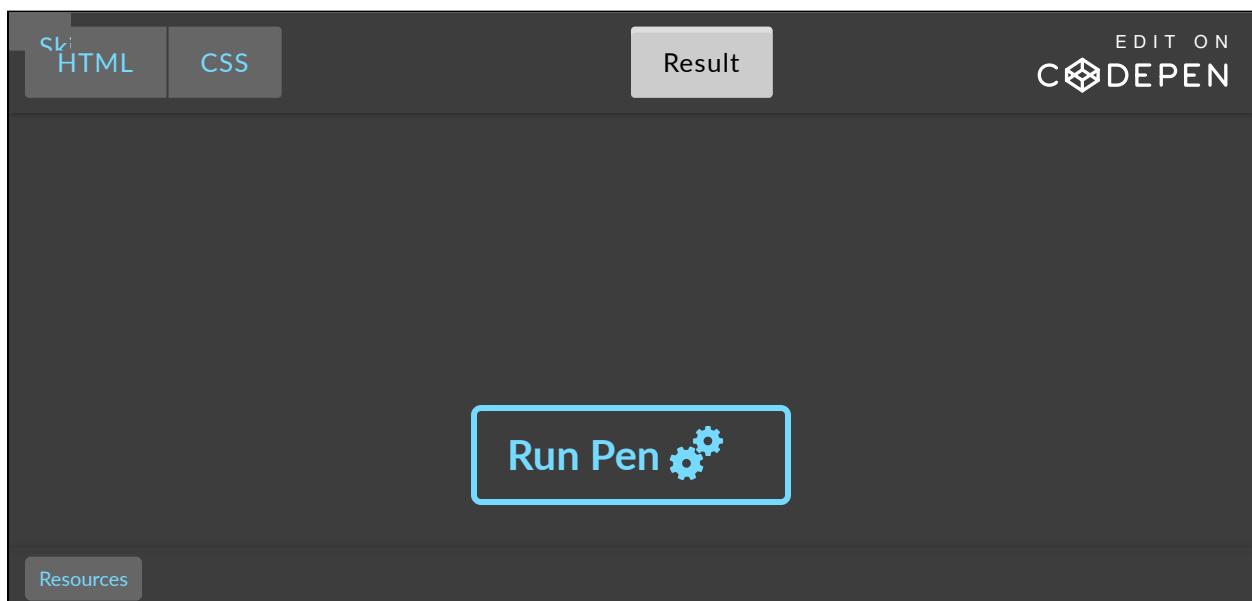 HTML
CSS
Result
EDIT ON
CODEPEN
Run Pen
Resources